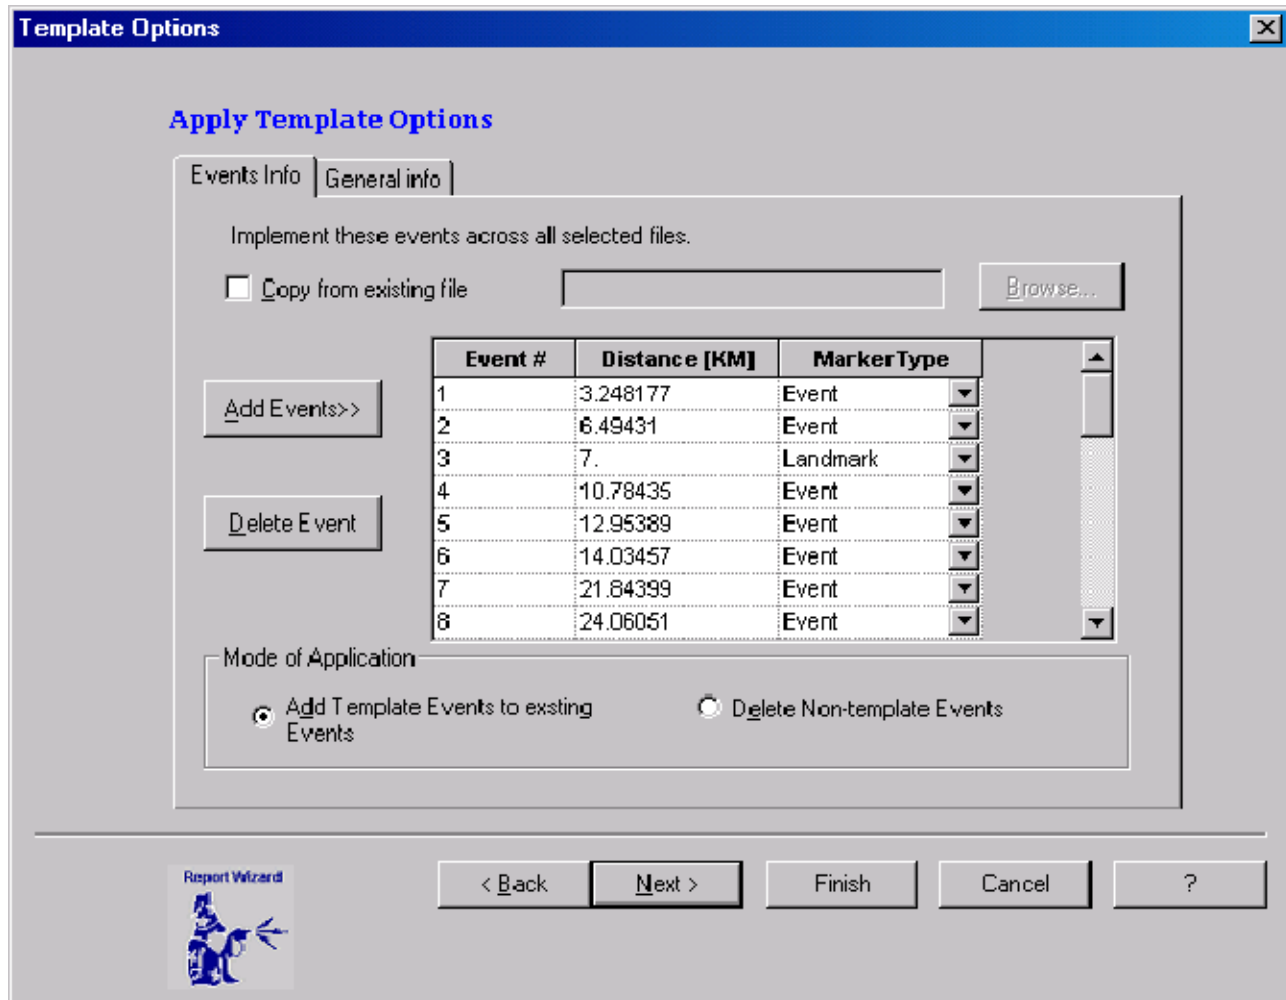 Template Options
Apply Template Options
Events Info
General info
Implement these events across all selected files.
Copy from existing file
Browse...
Event # Distance [KM] MarkerType
Add Events>>
Delete Event
1 3.248177 Event
2 6.49431 Event
3 7. Landmark
4 10.78435 Event
5 12.95389 Event
6 14.03457 Event
7 21.84399 Event
8 24.06051 Event
Mode of Application
Add Template Events to exsting
Events
Delete Non-template Events
Report Wizard
< Back
Next >
Finish
Cancel
?